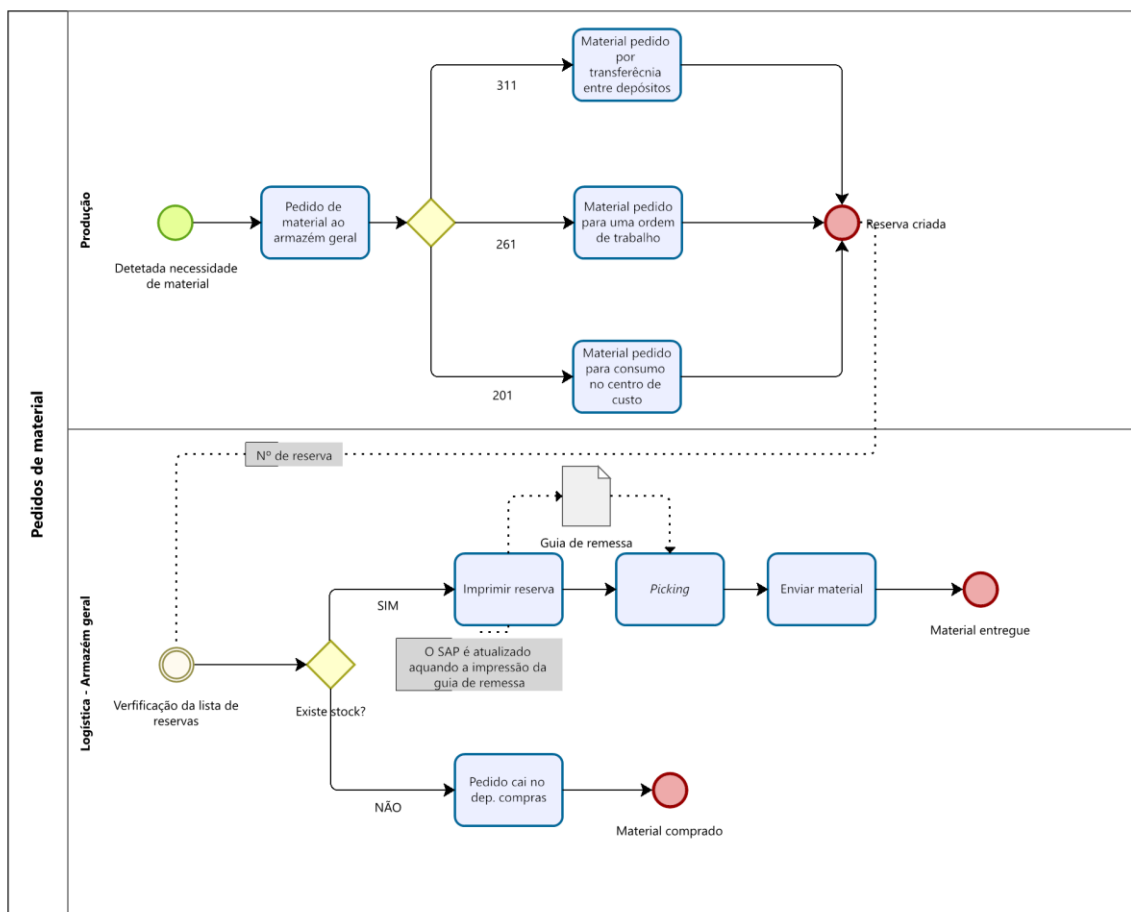 Pedidos de material
Produção
Material pedido
por
transferêcnia
entre depósitos
311
Pedido de
material ao
armazém geral
Material pedido
para uma ordem
de trabalho
Reserva criada
261
Detetada necessidade
de material
Material pedido
para consumo
no centro de
custo
201
Logística - Armazém geral
Nº de reserva
Guia de remessa
Imprimir reserva
Picking
Enviar material
SIM
Material entregue
O SAP é atualizado
aquando a impressão da
guia de remessa
Verfificação da lista de
reservas
Existe stock?
Pedido cai no
dep. compras
NÃO
Material comprado